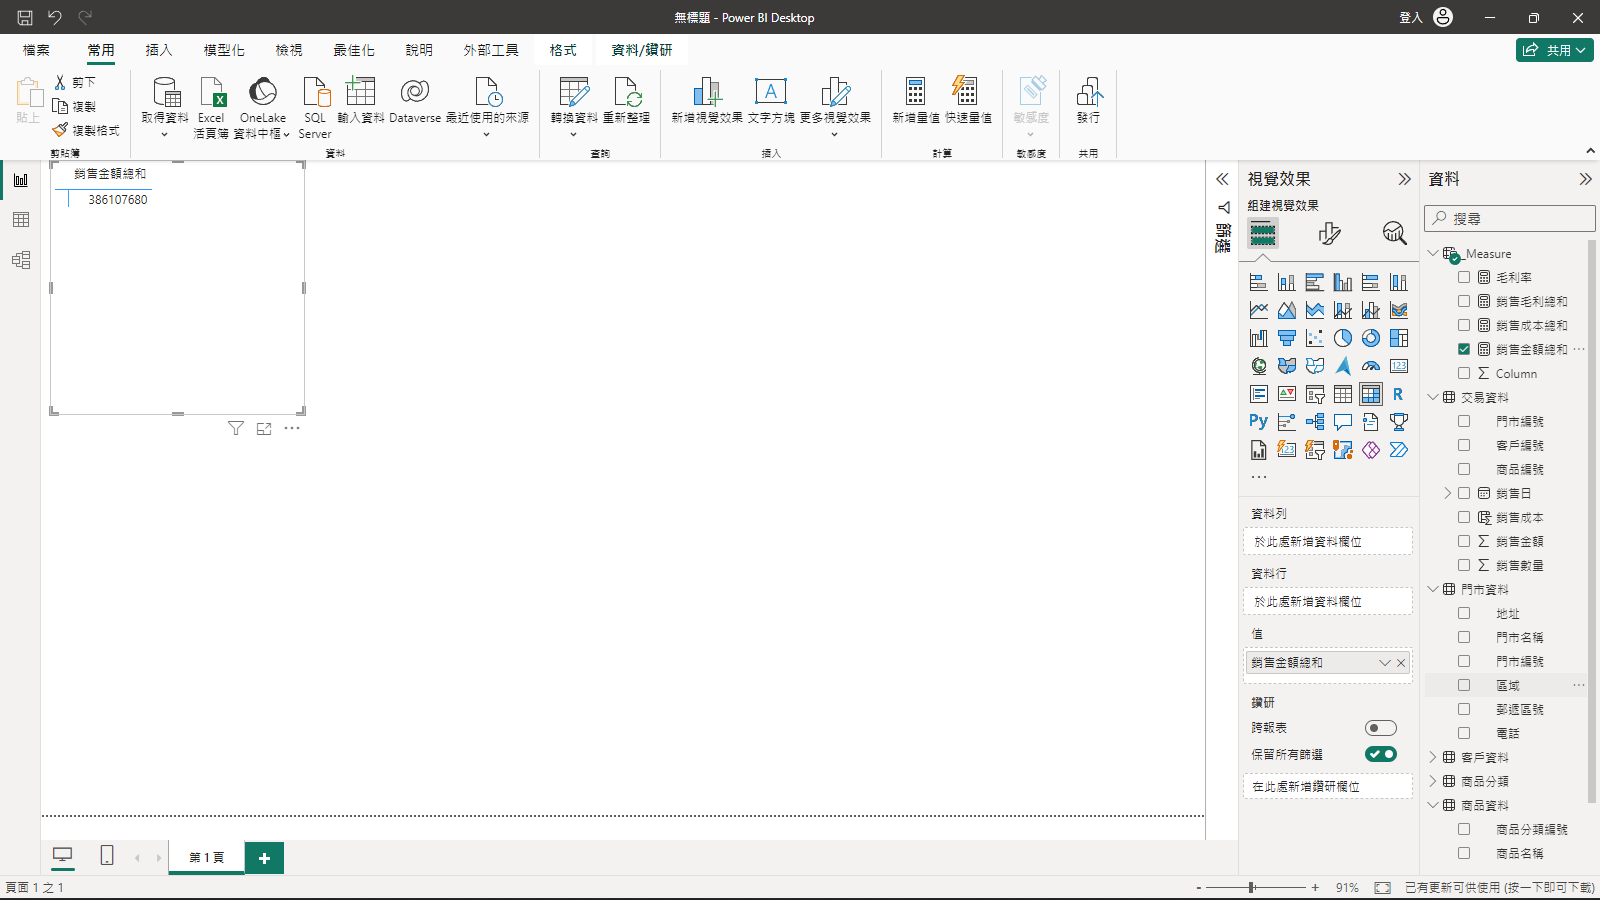 無標題 - Power BI Desktop
登入
檔案 常用 插入 模型化 檢視 最佳化 說明 外部工具 格式 資料/鑽研
共用
貼上
剪下
複製
複製格式
剪貼簿
取得資料
Excel
活頁簿
OneLake
資料中樞
SQL
Server
輸入資料
Dataverse
最近使用的來源
資料
轉換資料
重新整理
查詢
新增視覺效果
文字方塊
更多視覺效果
插入
新增量值
快速量值
計算
敏感度
敏感度
發行
共用
銷售金額總和
386107680
篩選
視覺效果
組建視覺效果
R
Py
123
資料列
於此處新增資料欄位
資料行
於此處新增資料欄位
值
銷售金額總和
鑽研
跨報表
保留所有篩選
在此處新增鑽研欄位
資料
搜尋
_Measure
毛利率
銷售毛利總和
銷售成本總和
銷售金額總和
Column
交易資料
門市編號
客戶編號
商品編號
銷售日
銷售成本
銷售金額
銷售數量
門市資料
地址
門市名稱
門市編號
區域
郵遞區號
電話
客戶資料
商品分類
商品資料
商品分類編號
商品名稱
第 1 頁
頁面 1 之 1
- + 91%
已有更新可供使用 (按一下即可下載)